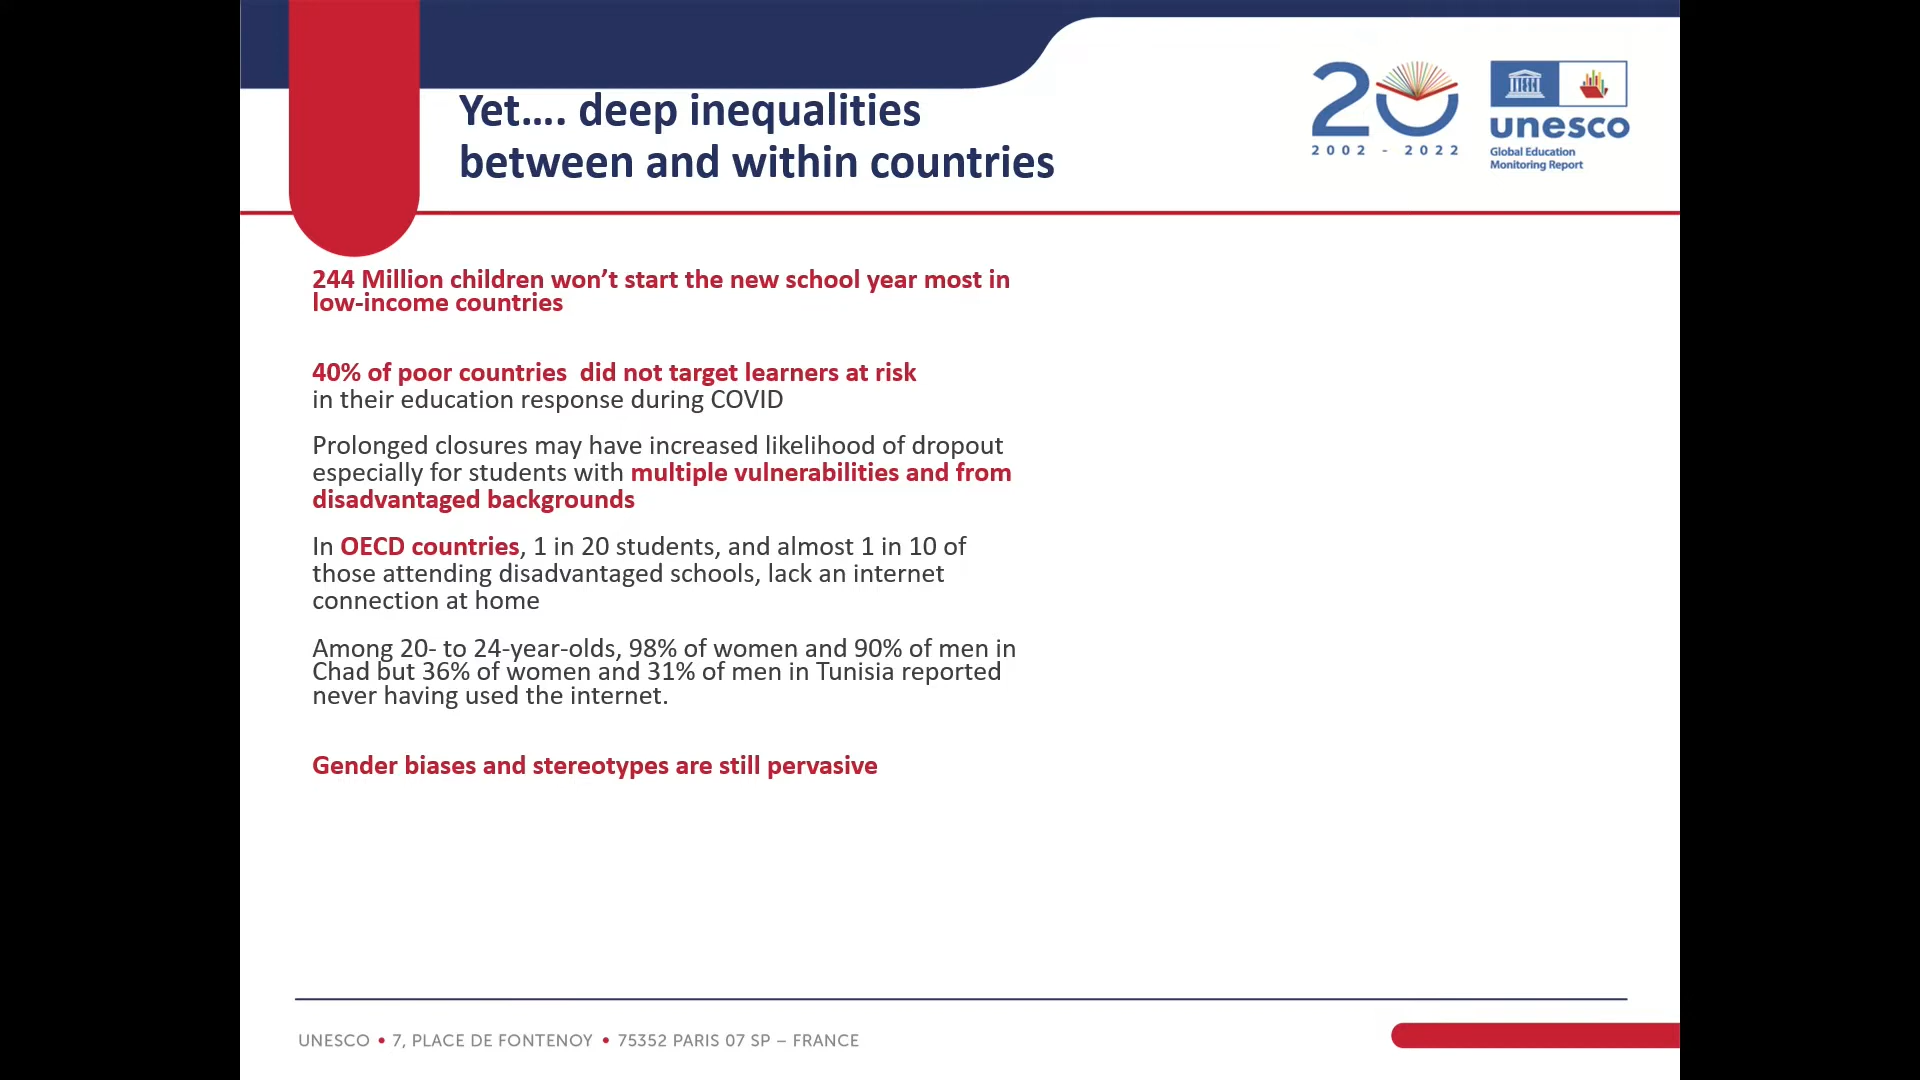 Yet.... deep inequalities
between and within countries
20
2002 - 2022
unesco
Global Education
Monitoring Report
244 Million children won’t start the new school year most in
low-income countries
40% of poor countries  did not target learners at risk
in their education response during COVID
Prolonged closures may have increased likelihood of dropout
especially for students with multiple vulnerabilities and from
disadvantaged backgrounds
In OECD countries, 1 in 20 students, and almost 1 in 10 of
those attending disadvantaged schools, lack an internet
connection at home
Among 20- to 24-year-olds, 98% of women and 90% of men in
Chad but 36% of women and 31% of men in Tunisia reported
never having used the internet.
Gender biases and stereotypes are still pervasive
UNESCO • 7, PLACE DE FONTENOY • 75352 PARIS 07 SP – FRANCE